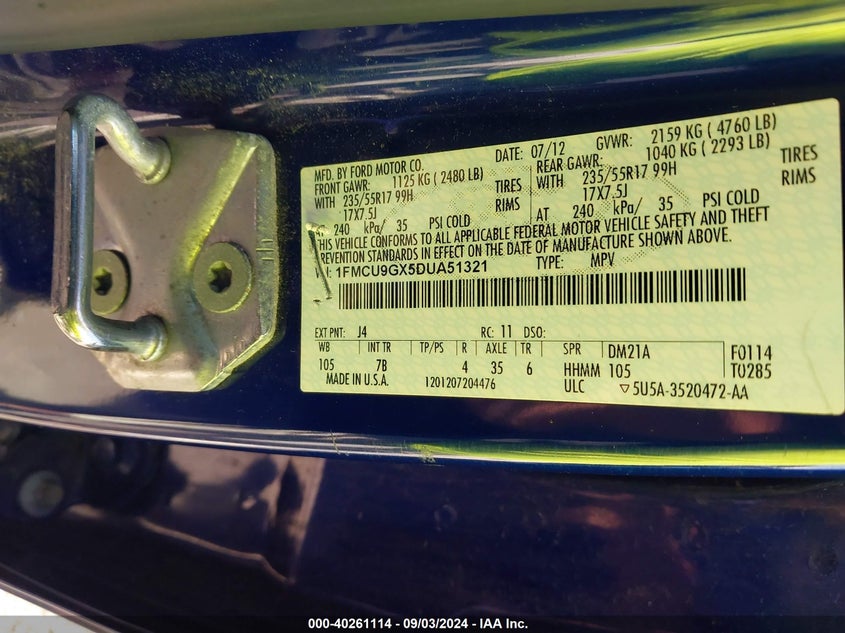 MFD. BY FORD MOTOR CO. DATE: 07/12 GVWR: 2159 KG ( 4760 LB)
FRONT GAWR: 1125 KG ( 2480 LB) REAR GAWR: 1040 KG ( 2293 LB)
WITH 235/55R17 99H TIRES WITH 235/55R17 99H TIRES
17X7.5J RIMS 17X7.5J RIMS
240 kPa/ 35 PSI COLD AT 240 kPa/ 35 PSI COLD
THIS VEHICLE CONFORMS TO ALL APPLICABLE FEDERAL MOTOR VEHICLE SAFETY AND THEFT
PREVENTION STANDARDS IN EFFECT ON THE DATE OF MANUFACTURE SHOWN ABOVE.
1FMCU9GX5DUA51321 TYPE: MPV
EXT PNT: J4 RC: 11 DSO:
WB INT TR TP/PS R AXLE TR SPR DM21A F0114
105 7B 4 35 6 HHMM 105 T0285
MADE IN U.S.A. 1201207204476 ULC ▽5U5A-3520472-AA
000-40261114 - 09/03/2024 - IAA Inc.